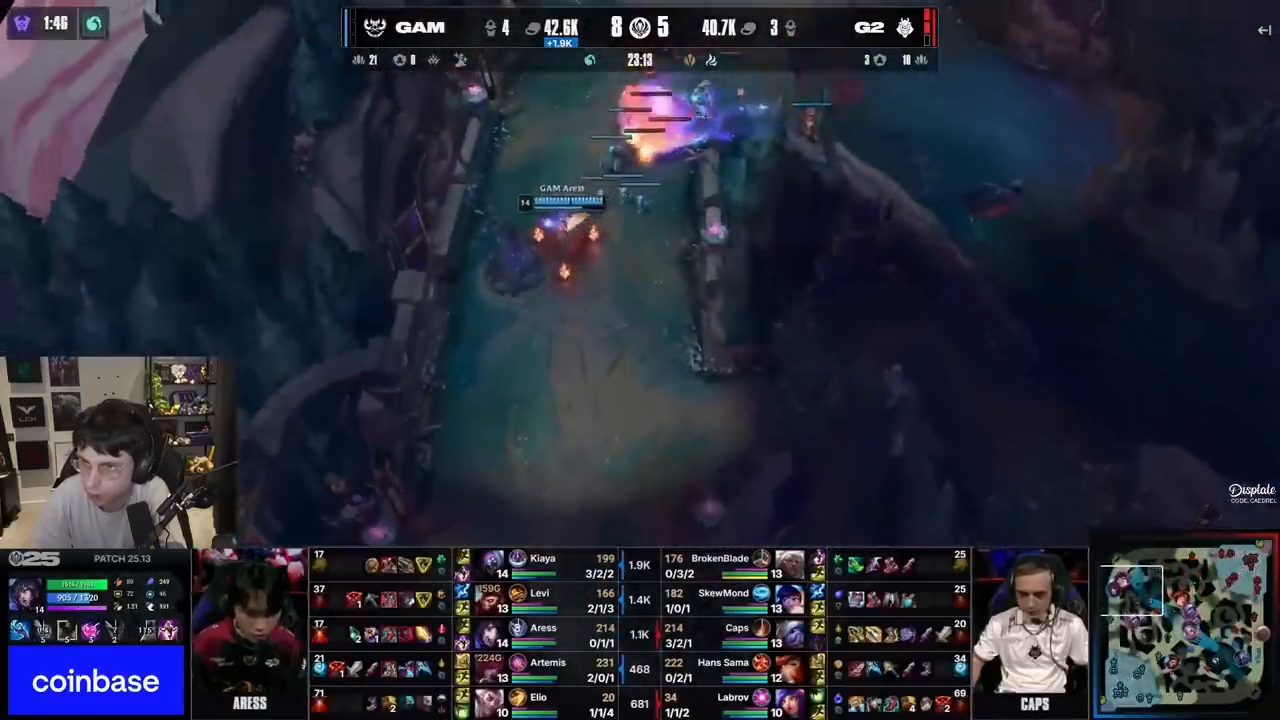 1:46
GAM 4 42.6K 8 5 40.7K 3 G2
+1.9K
21 0 23:13 3 18
GAM Aress
14
Displate
CODE: CAEDREL
25 PATCH 25.13
14
coinbase
ARESS
17 Kiaya 199 1.9K 176 BrokenBlade 25
14 3/2/2 0/3/2 13
37 159G Levi 166 1.4K 182 SkewMond 25
13 2/1/3 1/0/1 13
17 Aress 214 1.1K 214 Caps 20
14 0/1/1 3/2/1 13
21 224G Artemis 231 468 222 Hans Sama 34
13 2/0/1 0/2/1 12
71 Elio 20 681 34 Labrov 69
10 1/1/4 1/1/2 10
CAPS